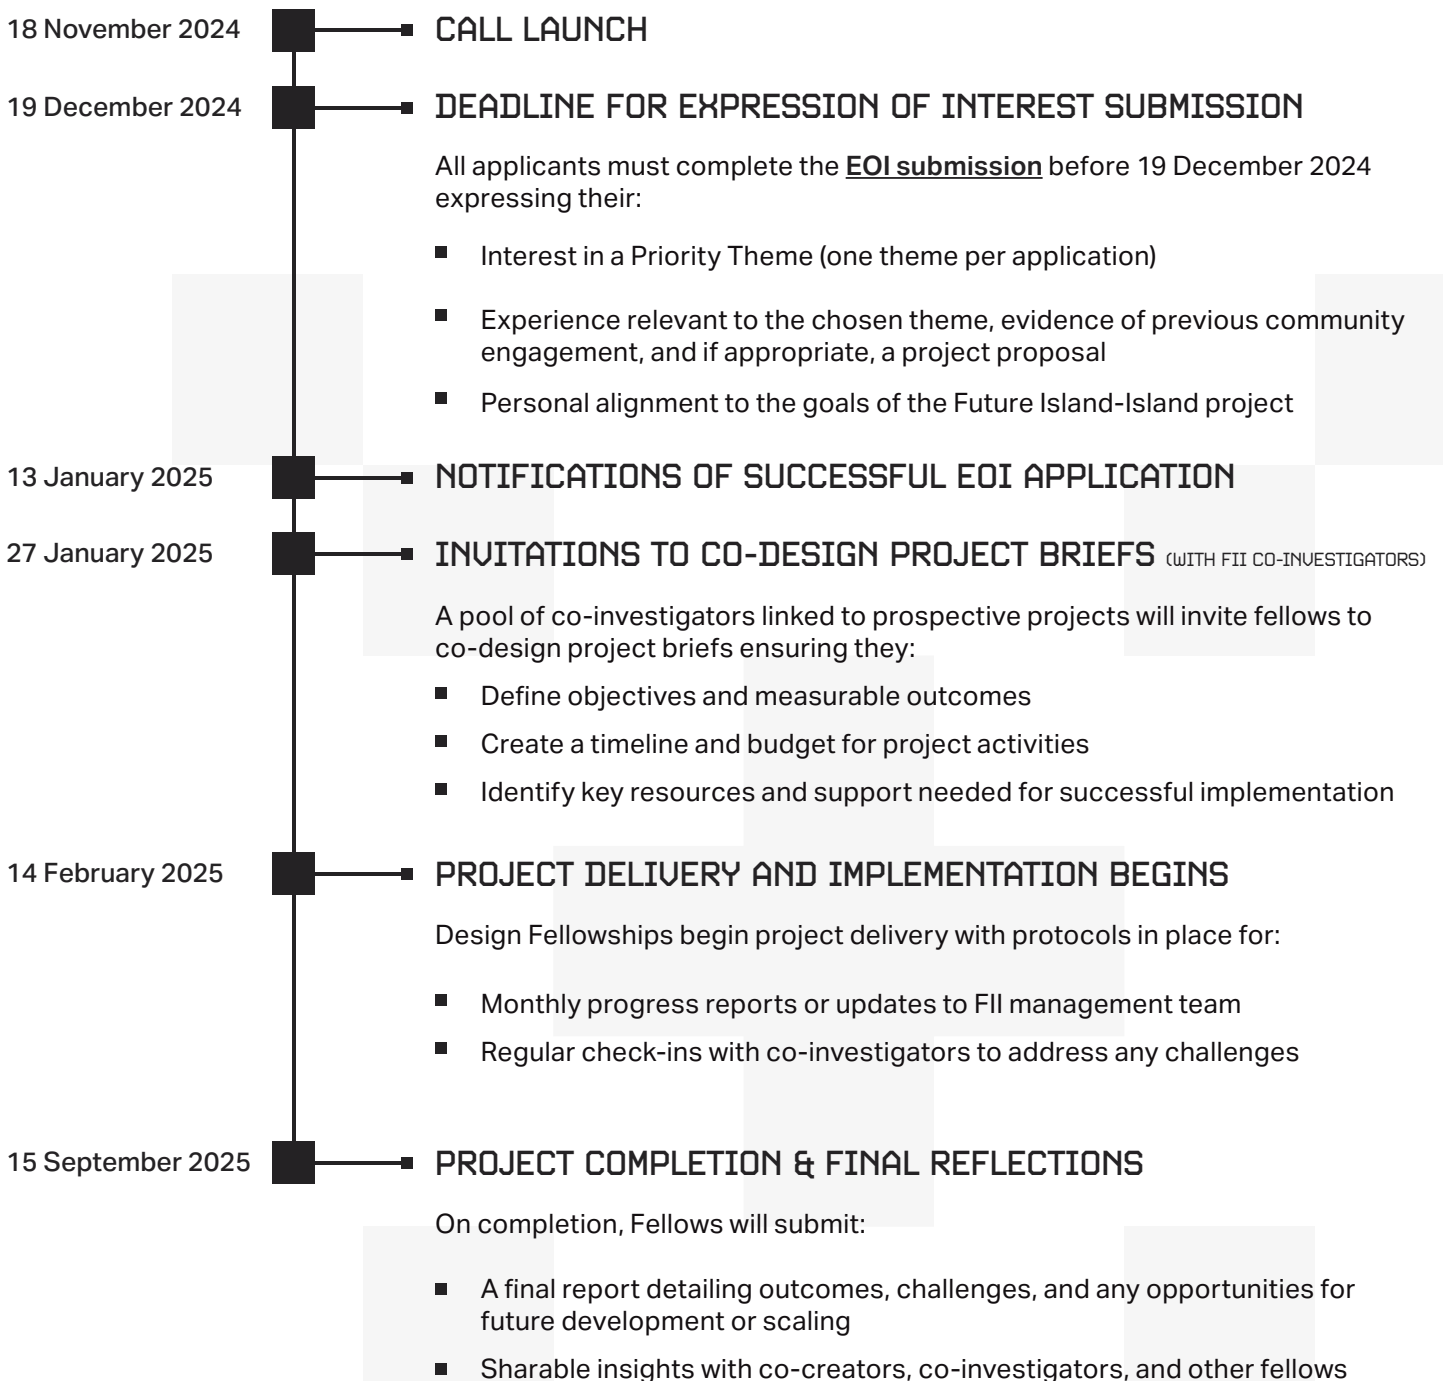 18 November 2024 CALL LAUNCH
19 December 2024 DEADLINE FOR EXPRESSION OF INTEREST SUBMISSION
All applicants must complete the EOI submission before 19 December 2024
expressing their:
Interest in a Priority Theme (one theme per application)
Experience relevant to the chosen theme, evidence of previous community
engagement, and if appropriate, a project proposal
Personal alignment to the goals of the Future Island-Island project
13 January 2025 NOTIFICATIONS OF SUCCESSFUL EOI APPLICATION
27 January 2025 INVITATIONS TO CO-DESIGN PROJECT BRIEFS (WITH FII CO-INVESTIGATORS)
A pool of co-investigators linked to prospective projects will invite fellows to
co-design project briefs ensuring they:
Define objectives and measurable outcomes
Create a timeline and budget for project activities
Identify key resources and support needed for successful implementation
14 February 2025 PROJECT DELIVERY AND IMPLEMENTATION BEGINS
Design Fellowships begin project delivery with protocols in place for:
Monthly progress reports or updates to FII management team
Regular check-ins with co-investigators to address any challenges
15 September 2025 PROJECT COMPLETION & FINAL REFLECTIONS
On completion, Fellows will submit:
A final report detailing outcomes, challenges, and any opportunities for
future development or scaling
Sharable insights with co-creators, co-investigators, and other fellows